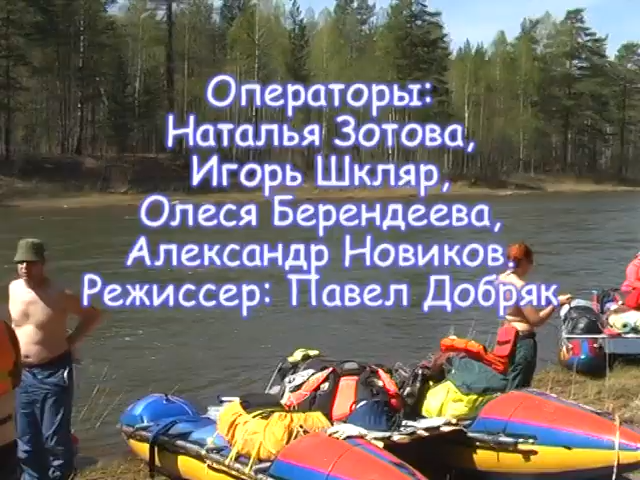 Операторы:
Наталья Зотова,
Игорь Шкляр,
Олеся Берендеева,
Александр Новиков.
Режиссер: Павел Добряк